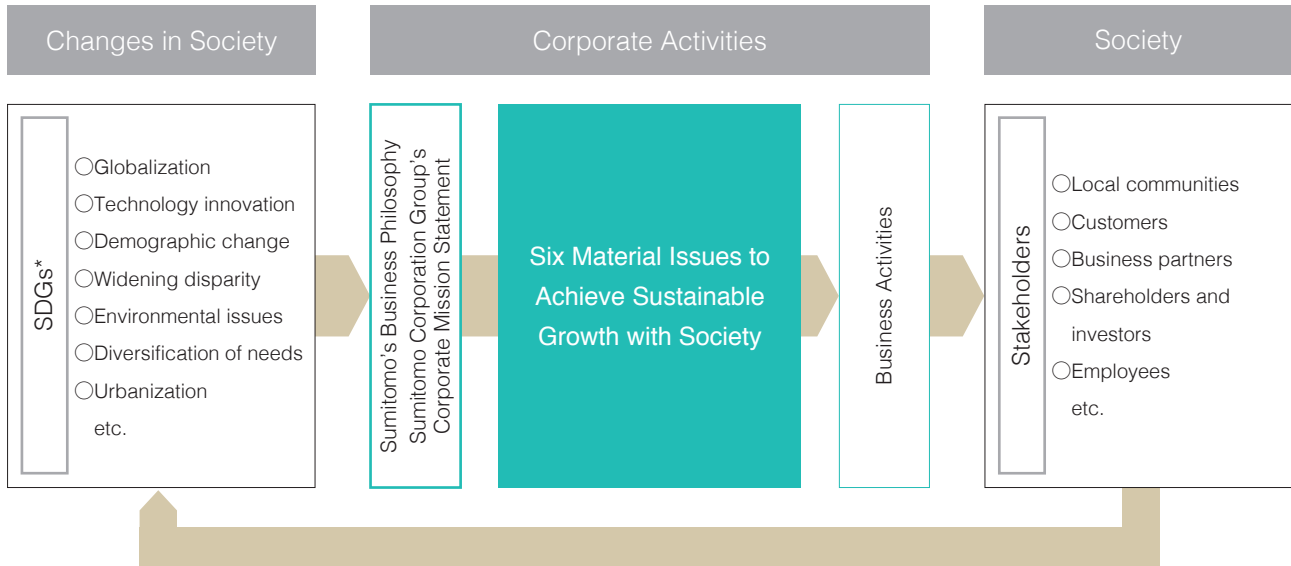 Changes in Society
Corporate Activities
Society
SDGs*
○Globalization
○Technology innovation
○Demographic change
○Widening disparity
○Environmental issues
○Diversification of needs
○Urbanization
etc.
Sumitomo's Business Philosophy
Sumitomo Corporation Group's
Corporate Mission Statement
Six Material Issues to
Achieve Sustainable
Growth with Society
Business Activities
Stakeholders
○Local communities
○Customers
○Business partners
○Shareholders and
investors
○Employees
etc.